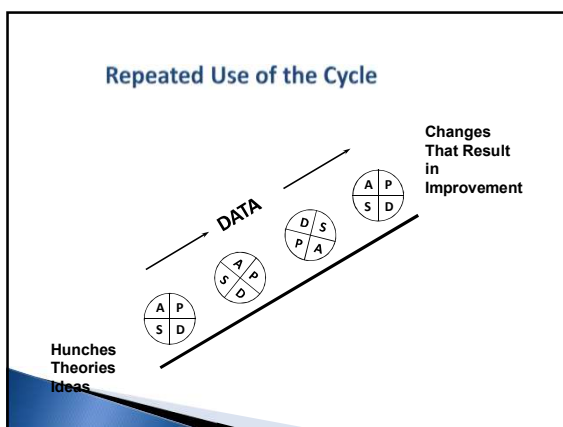 Repeated Use of the Cycle
Changes
That Result
in
Improvement
DATA
A P
S D
D S
P A
A P
S D
A P
S D
Hunches
Theories
Ideas